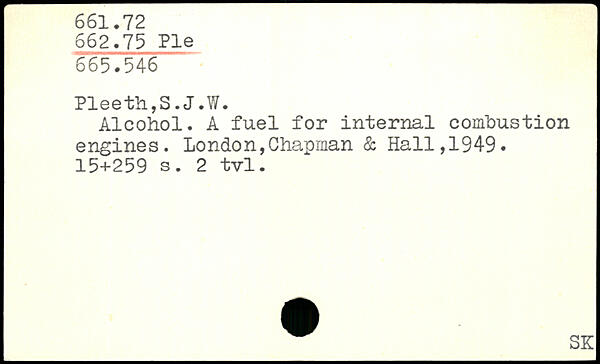 661.72
662.75 Ple
665.546
Pleeth,S.J.W.
Alcohol. A fuel for internal combustion
engines. London,Chapman & Hall,1949.
15+259 s. 2 tvl.
SK